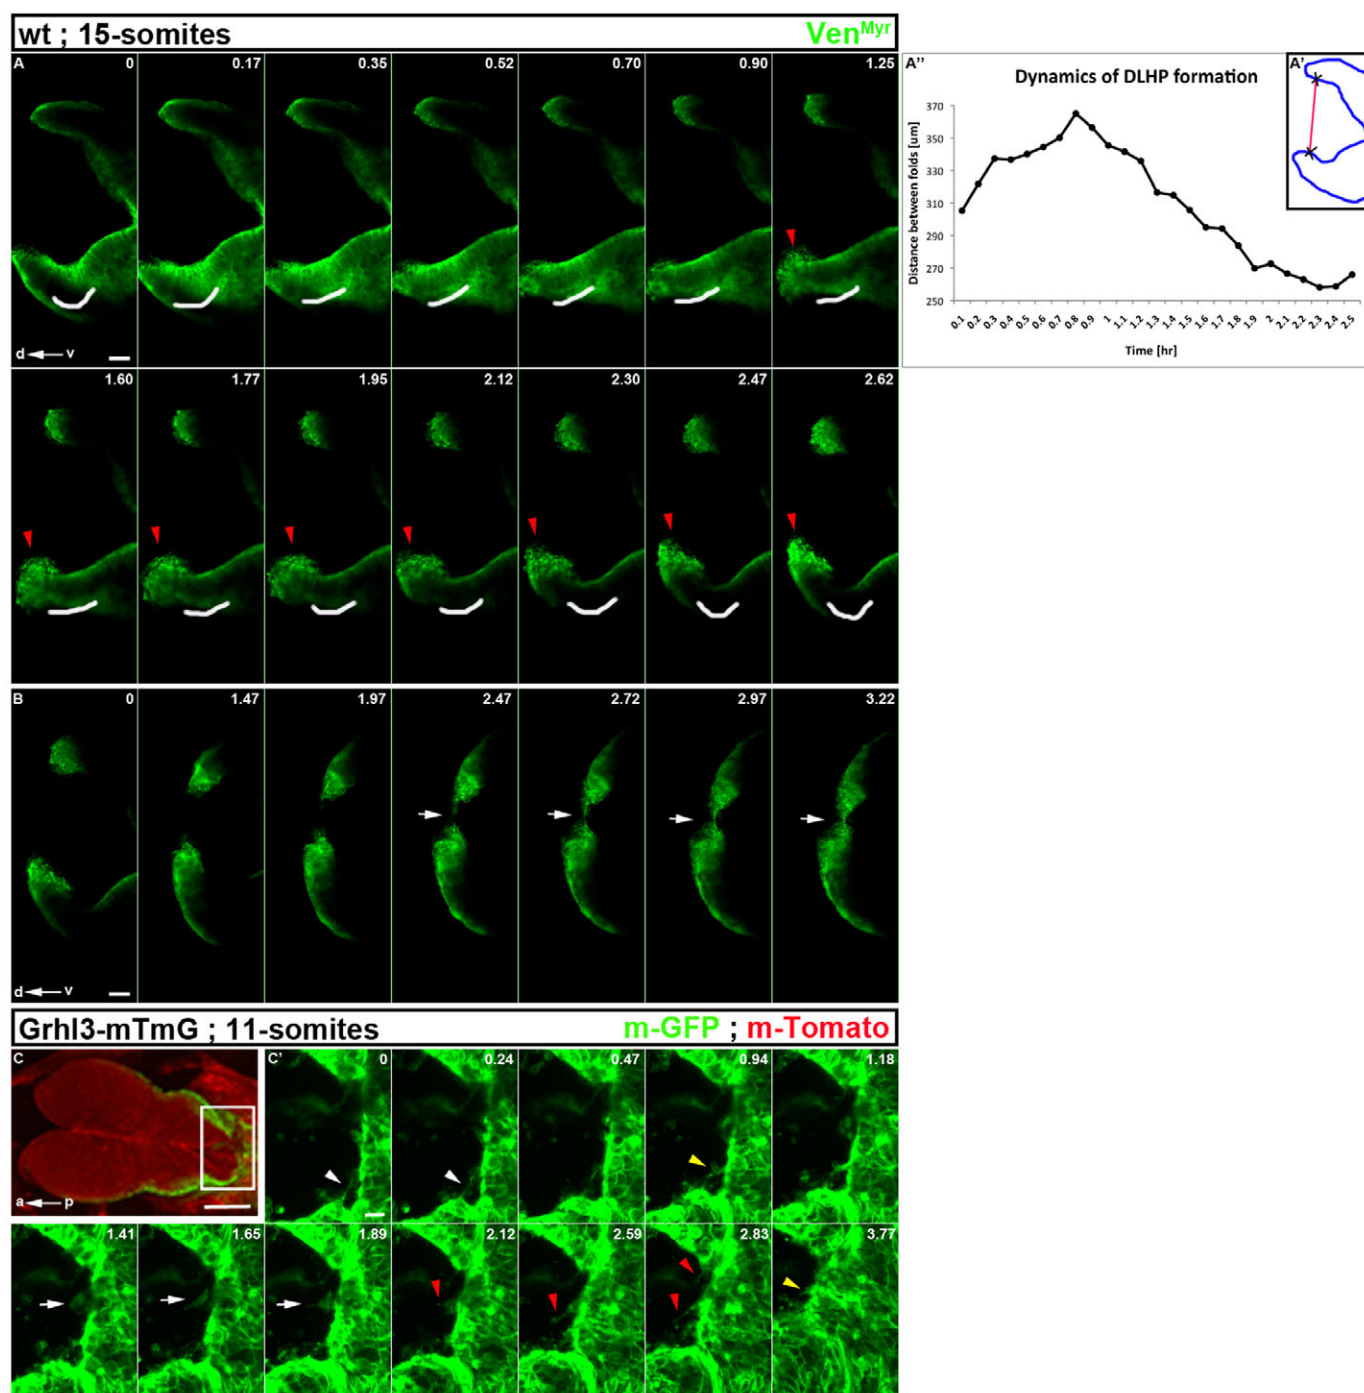 wt ; 15-somites Ven^Myr
A 0 0.17 0.35 0.52 0.70 0.90 1.25
d v
1.60 1.77 1.95 2.12 2.30 2.47 2.62
A'' Dynamics of DLHP formation A'
Distance between folds [um]
370
350
330
310
290
270
250
0.1 0.2 0.3 0.4 0.5 0.6 0.7 0.8 0.9 1 1.1 1.2 1.3 1.4 1.5 1.6 1.7 1.8 1.9 2 2.1 2.2 2.3 2.4 2.5
Time [hr]
B 0 1.47 1.97 2.47 2.72 2.97 3.22
d v
Grhl3-mTmG ; 11-somites m-GFP ; m-Tomato
C C' 0 0.24 0.47 0.94 1.18
a p
1.41 1.65 1.89 2.12 2.59 2.83 3.77